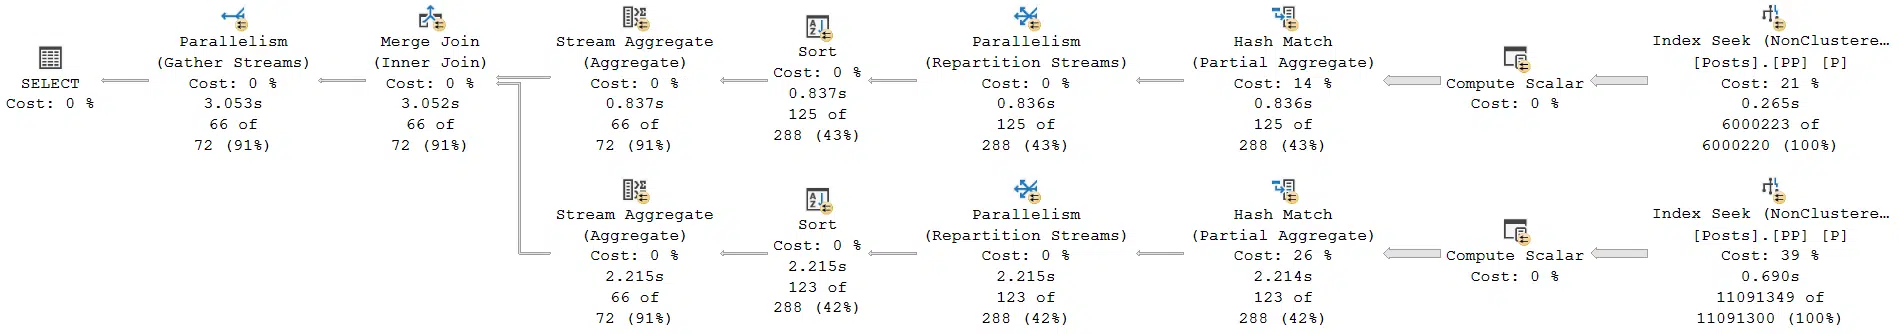 SELECT
Cost: 0 %
Parallelism
(Gather Streams)
Cost: 0 %
3.053s
66 of
72 (91%)
Merge Join
(Inner Join)
Cost: 0 %
3.052s
66 of
72 (91%)
Stream Aggregate
(Aggregate)
Cost: 0 %
0.837s
66 of
72 (91%)
Sort
Cost: 0 %
0.837s
125 of
288 (43%)
Parallelism
(Repartition Streams)
Cost: 0 %
0.836s
125 of
288 (43%)
Hash Match
(Partial Aggregate)
Cost: 14 %
0.836s
125 of
288 (43%)
Compute Scalar
Cost: 0 %
Index Seek (NonClustere…
[Posts].[PP] [P]
Cost: 21 %
0.265s
6000223 of
6000220 (100%)
Stream Aggregate
(Aggregate)
Cost: 0 %
2.215s
66 of
72 (91%)
Sort
Cost: 0 %
2.215s
123 of
288 (42%)
Parallelism
(Repartition Streams)
Cost: 0 %
2.215s
123 of
288 (42%)
Hash Match
(Partial Aggregate)
Cost: 26 %
2.214s
123 of
288 (42%)
Compute Scalar
Cost: 0 %
Index Seek (NonClustere…
[Posts].[PP] [P]
Cost: 39 %
0.690s
11091349 of
11091300 (100%)